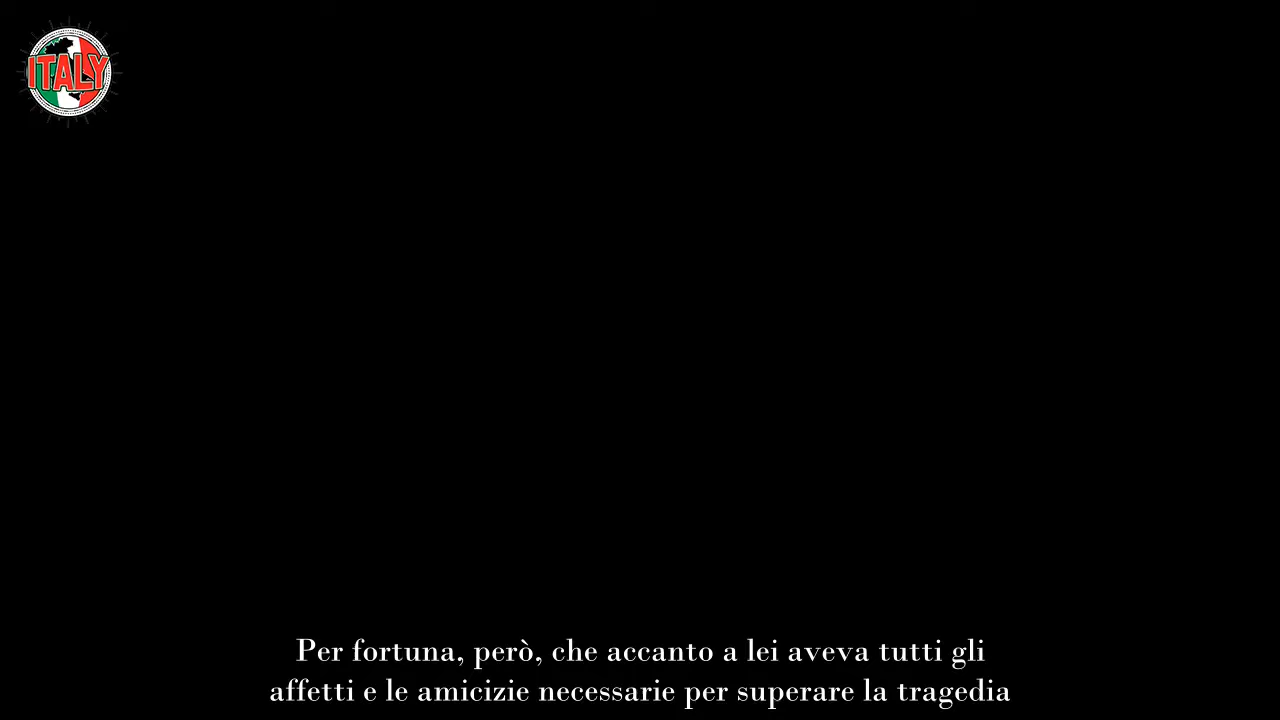 ITALY
Per fortuna, però, che accanto a lei aveva tutti gli
affetti e le amicizie necessarie per superare la tragedia